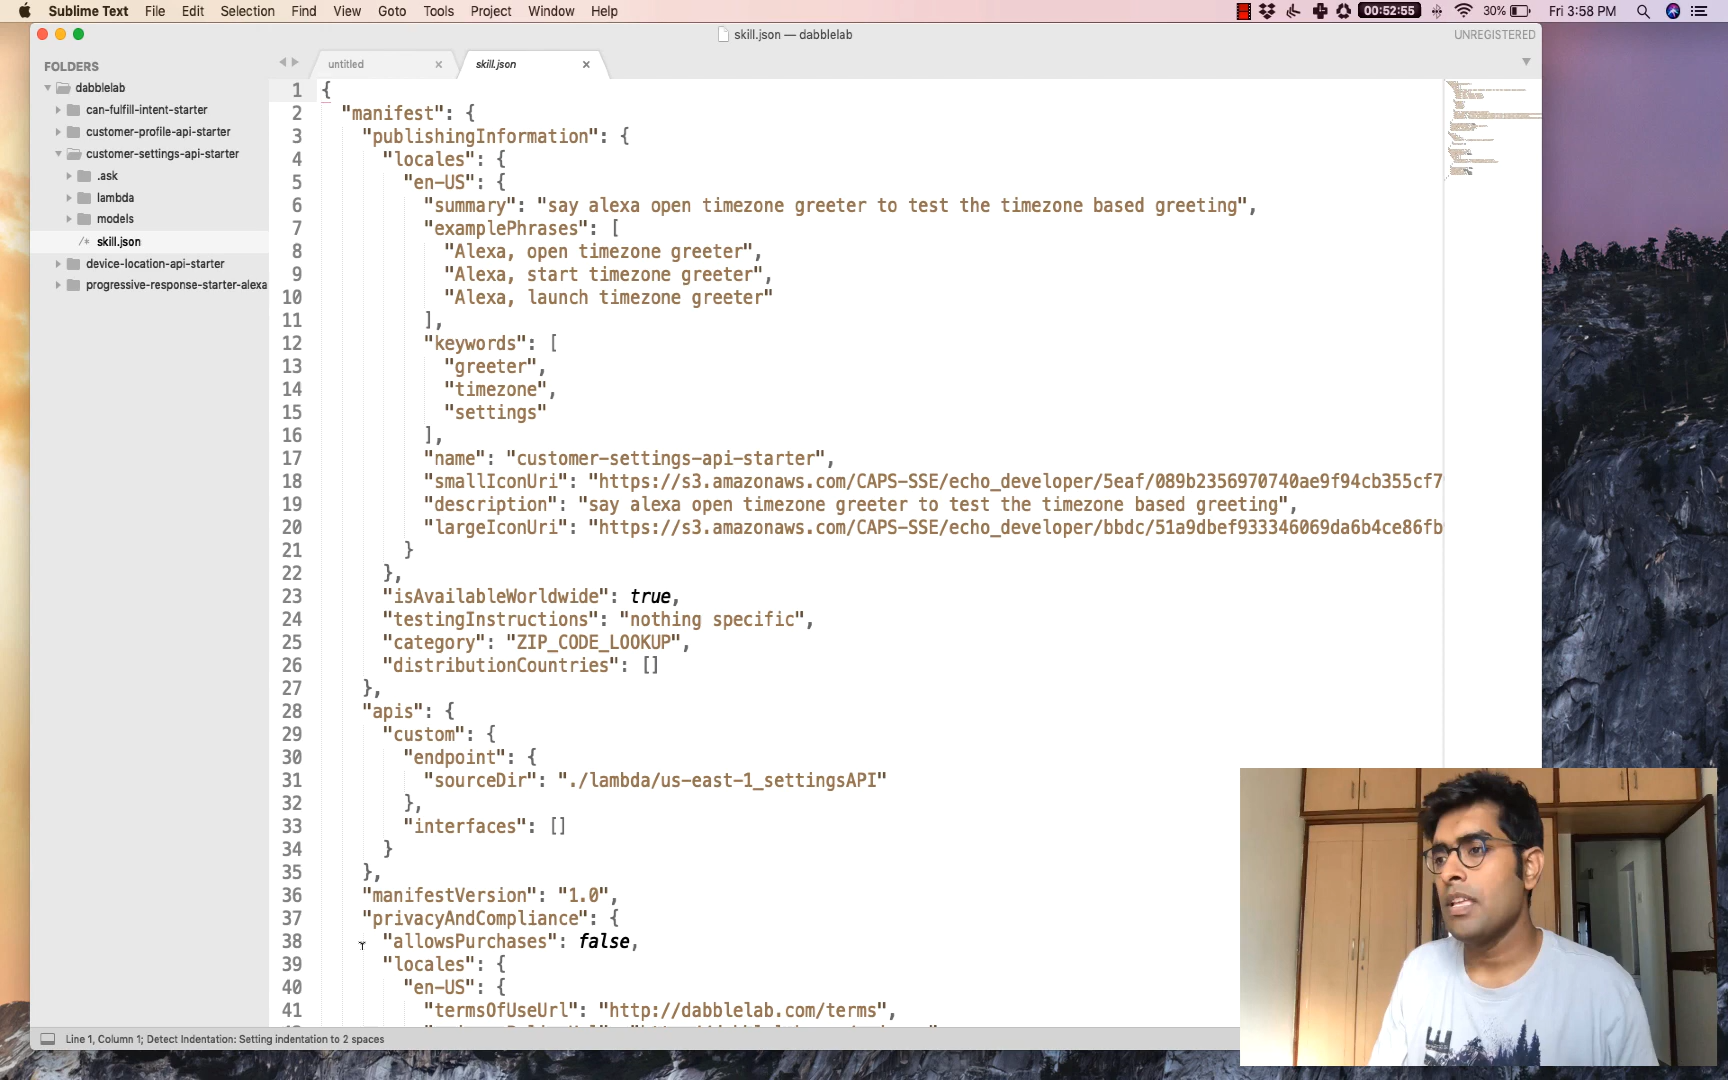 Sublime Text File Edit Selection Find View Goto Tools Project Window Help 00:52:55 30% Fri 3:58 PM
skill.json — dabblelab UNREGISTERED
FOLDERS
dabblelab
can-fulfill-intent-starter
customer-profile-api-starter
customer-settings-api-starter
.ask
lambda
models
/* skill.json
device-location-api-starter
progressive-response-starter-alexa
untitled × skill.json ×
1 {
2 "manifest": {
3 "publishingInformation": {
4 "locales": {
5 "en-US": {
6 "summary": "say alexa open timezone greeter to test the timezone based greeting",
7 "examplePhrases": [
8 "Alexa, open timezone greeter",
9 "Alexa, start timezone greeter",
10 "Alexa, launch timezone greeter"
11 ],
12 "keywords": [
13 "greeter",
14 "timezone",
15 "settings"
16 ],
17 "name": "customer-settings-api-starter",
18 "smallIconUri": "https://s3.amazonaws.com/CAPS-SSE/echo_developer/5eaf/089b2356970740ae9f94cb355cf7
19 "description": "say alexa open timezone greeter to test the timezone based greeting",
20 "largeIconUri": "https://s3.amazonaws.com/CAPS-SSE/echo_developer/bbdc/51a9dbef933346069da6b4ce86fb
21 }
22 },
23 "isAvailableWorldwide": true,
24 "testingInstructions": "nothing specific",
25 "category": "ZIP_CODE_LOOKUP",
26 "distributionCountries": []
27 },
28 "apis": {
29 "custom": {
30 "endpoint": {
31 "sourceDir": "./lambda/us-east-1_settingsAPI"
32 },
33 "interfaces": []
34 }
35 },
36 "manifestVersion": "1.0",
37 "privacyAndCompliance": {
38 "allowsPurchases": false,
39 "locales": {
40 "en-US": {
41 "termsOfUseUrl": "http://dabblelab.com/terms",
Line 1, Column 1; Detect Indentation: Setting indentation to 2 spaces